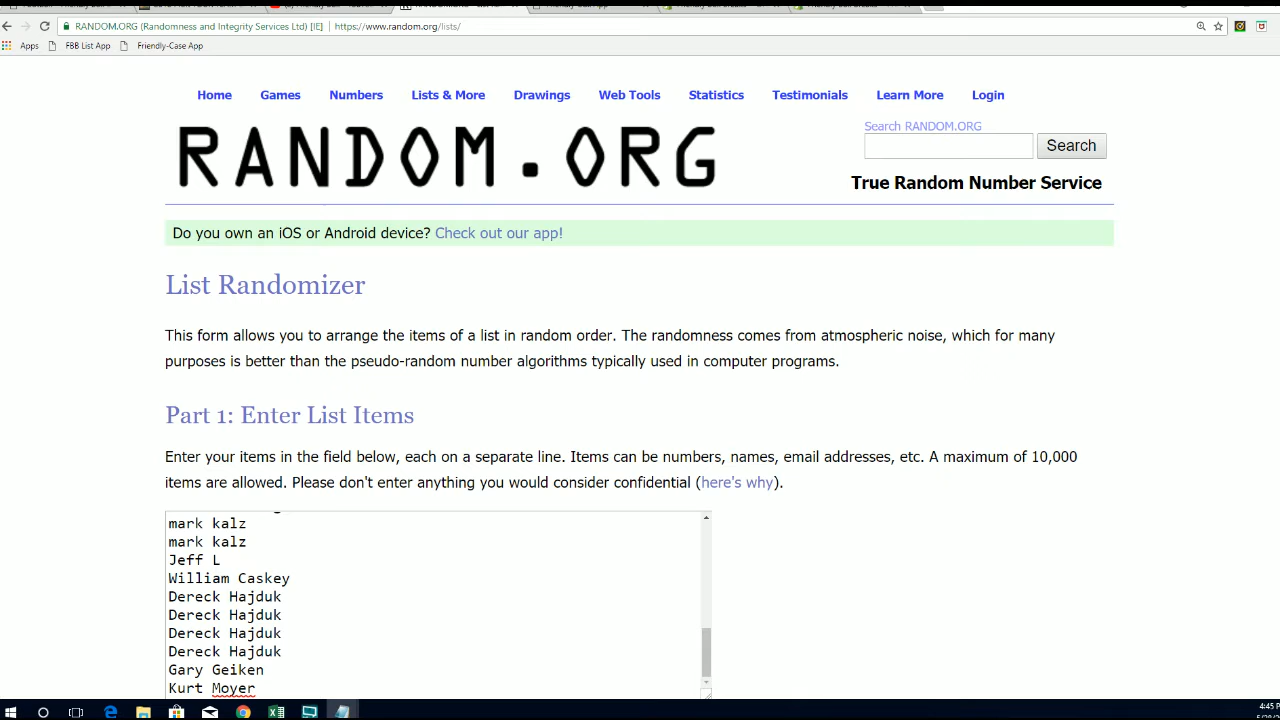 RANDOM.ORG (Randomness and Integrity Services Ltd) [IE] https://www.random.org/lists/
Apps FBB List App Friendly-Case App
Home Games Numbers Lists & More Drawings Web Tools Statistics Testimonials Learn More Login
RANDOM.ORG
Search RANDOM.ORG
Search
True Random Number Service
Do you own an iOS or Android device? Check out our app!
List Randomizer
This form allows you to arrange the items of a list in random order. The randomness comes from atmospheric noise, which for many
purposes is better than the pseudo-random number algorithms typically used in computer programs.
Part 1: Enter List Items
Enter your items in the field below, each on a separate line. Items can be numbers, names, email addresses, etc. A maximum of 10,000
items are allowed. Please don't enter anything you would consider confidential (here's why).
mark kalz
mark kalz
Jeff L
William Caskey
Dereck Hajduk
Dereck Hajduk
Dereck Hajduk
Dereck Hajduk
Gary Geiken
Kurt Moyer
4:45 P